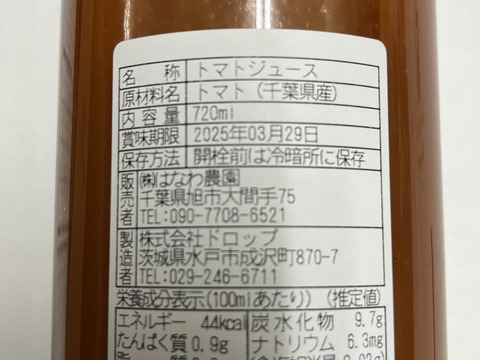 名称 トマトジュース
原材料名 トマト（千葉県産）
内容量 720ml
賞味期限 2025年03月29日
保存方法 開栓前は冷暗所に保存
販売者 ㈱はなわ農園
千葉県旭市大間手75
TEL:090-7708-6521
製造者 株式会社ドロップ
茨城県水戸市成沢町870-7
TEL:029-246-6711
栄養成分表示(100mlあたり)（推定値）
エネルギー 44kcal 炭水化物 9.7g
たんぱく質 0.9g ナトリウム 6.3mg